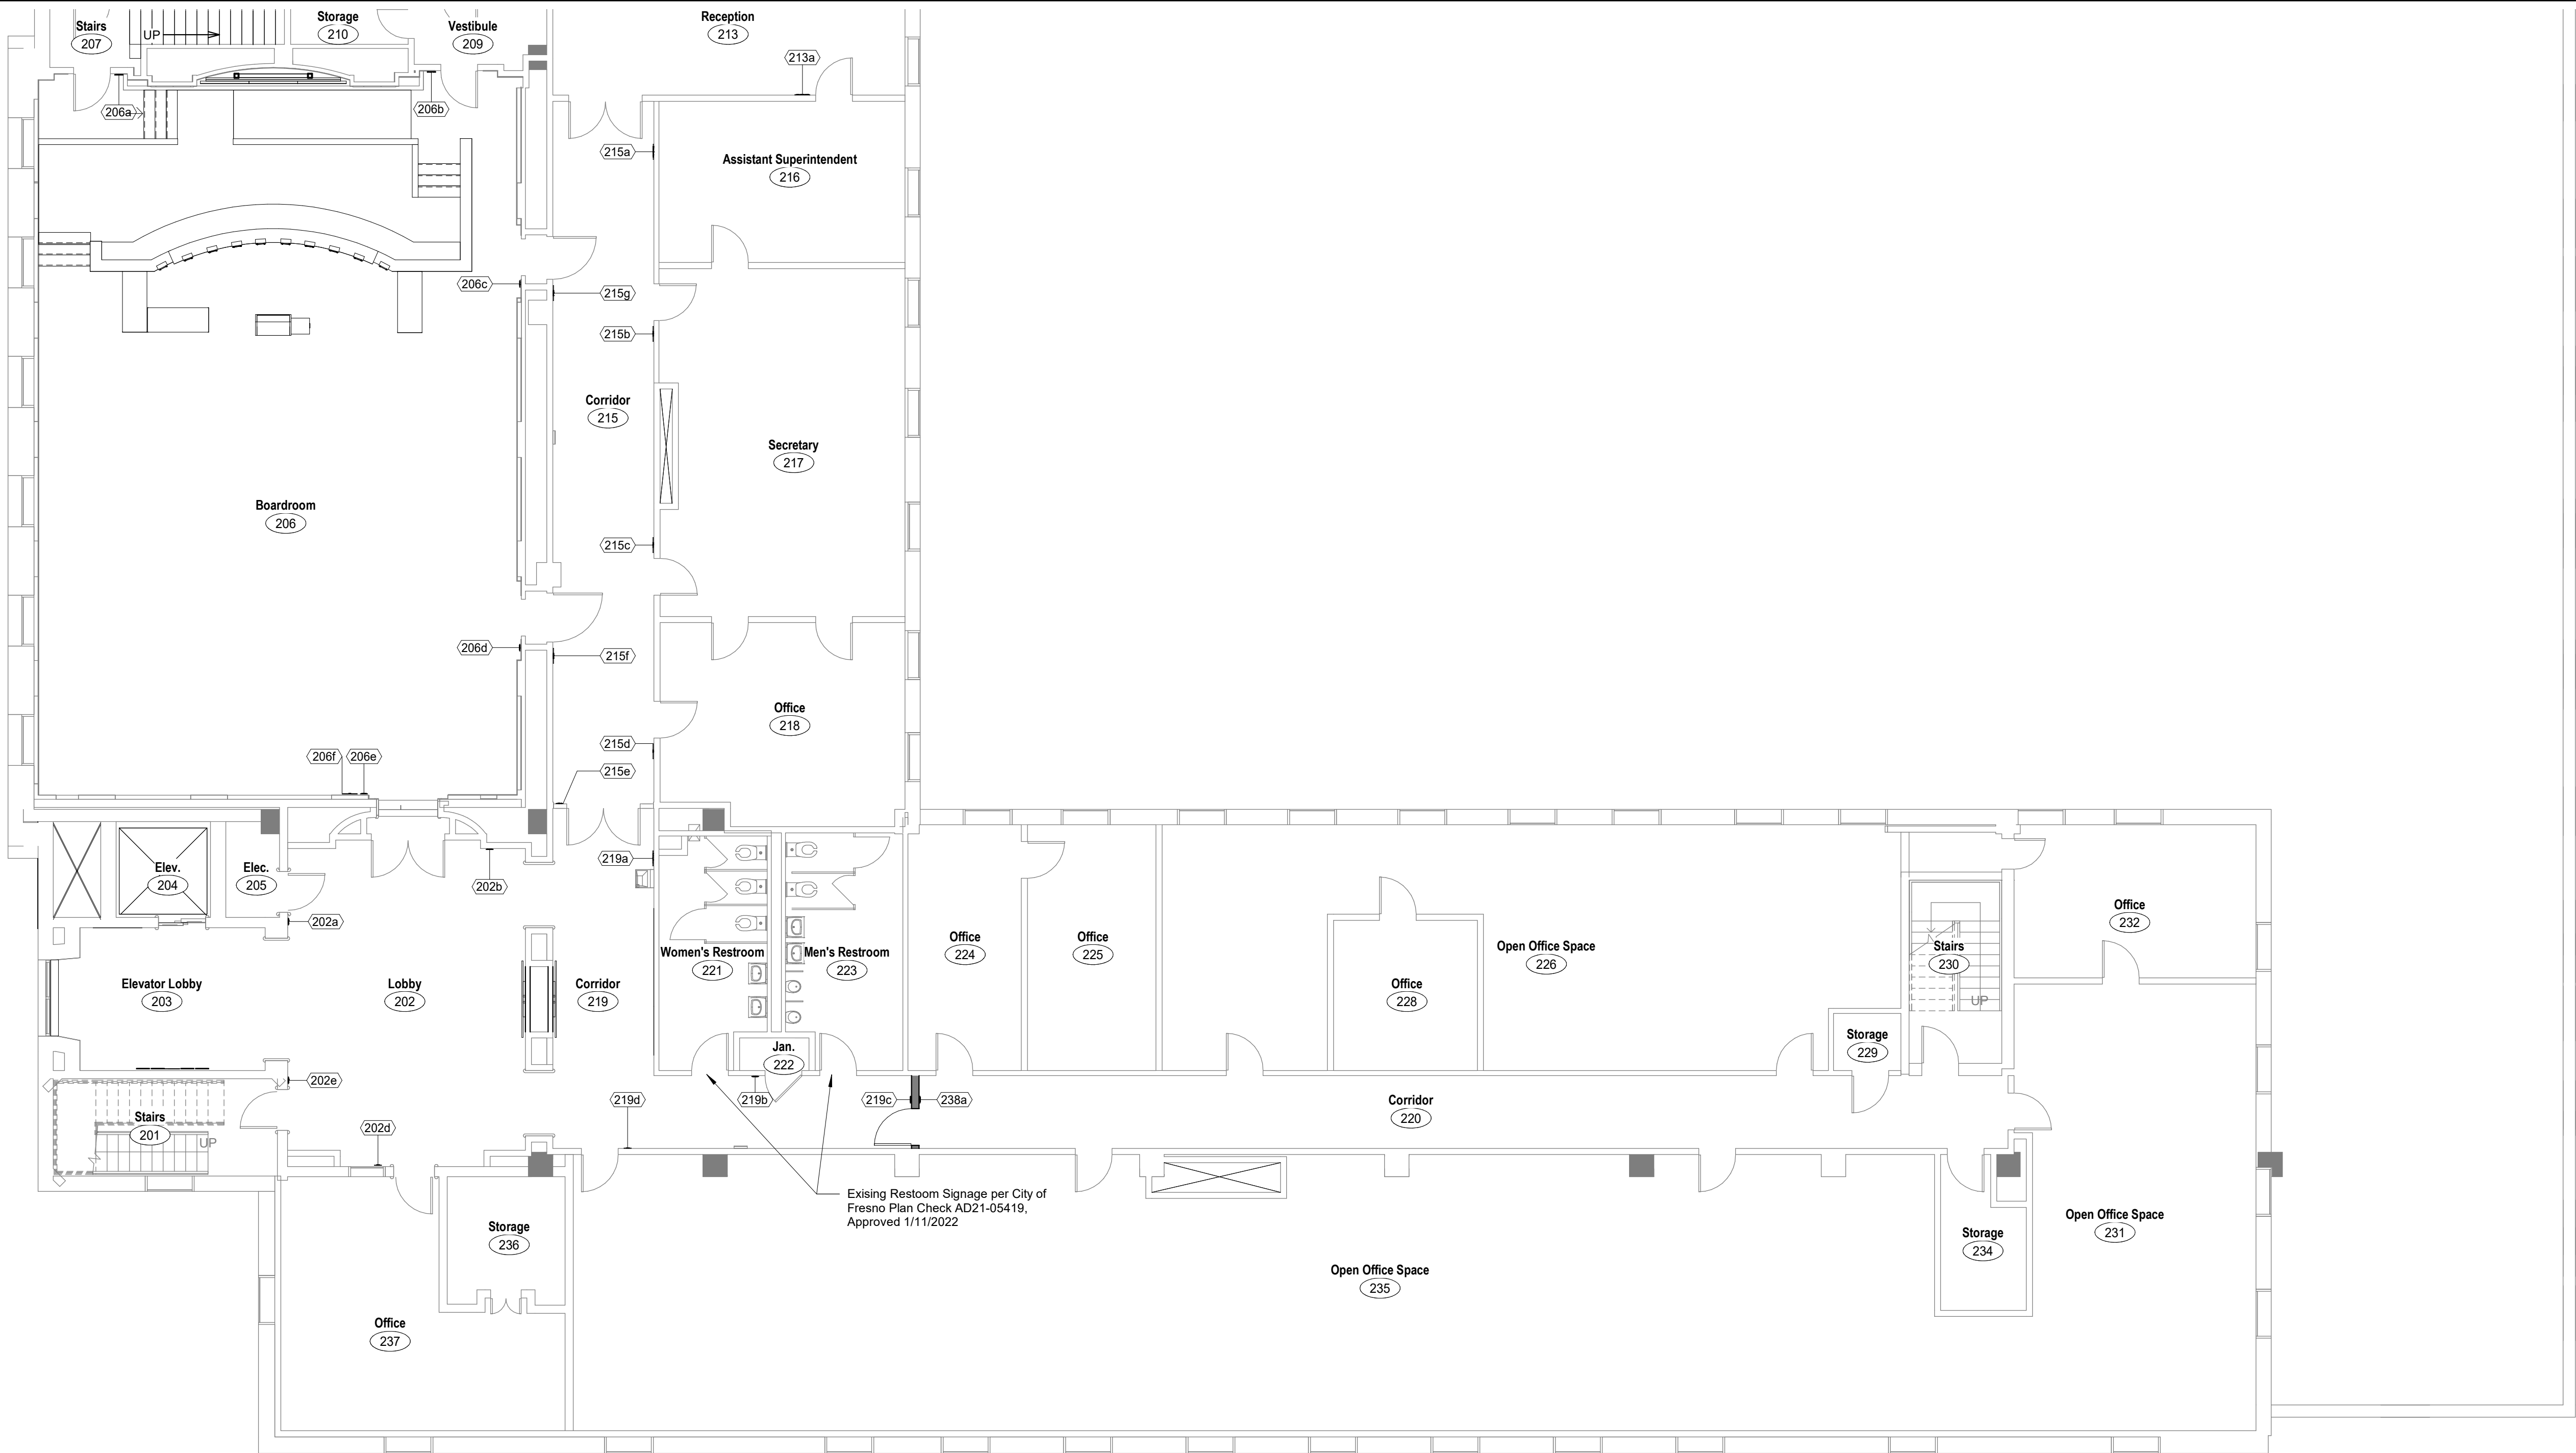 Stairs
207
UP
Storage
210
Vestibule
209
Reception
213
213a
206a
206b
215a
Assistant Superintendent
216
206c
215g
215b
Corridor
215
Secretary
217
Boardroom
206
215c
206d
215f
Office
218
206f
206e
215d
215e
Elev.
204
Elec.
205
202b
219a
202a
Elevator Lobby
203
Lobby
202
Corridor
219
Women's Restroom
221
Men's Restroom
223
Office
224
Office
225
Open Office Space
226
Office
228
Stairs
230
UP
Office
232
Storage
229
Jan.
222
202e
219d
219b
219c
238a
Corridor
220
Stairs
201
UP
202d
Exising Restoom Signage per City of
Fresno Plan Check AD21-05419,
Approved 1/11/2022
Storage
236
Open Office Space
235
Storage
234
Open Office Space
231
Office
237